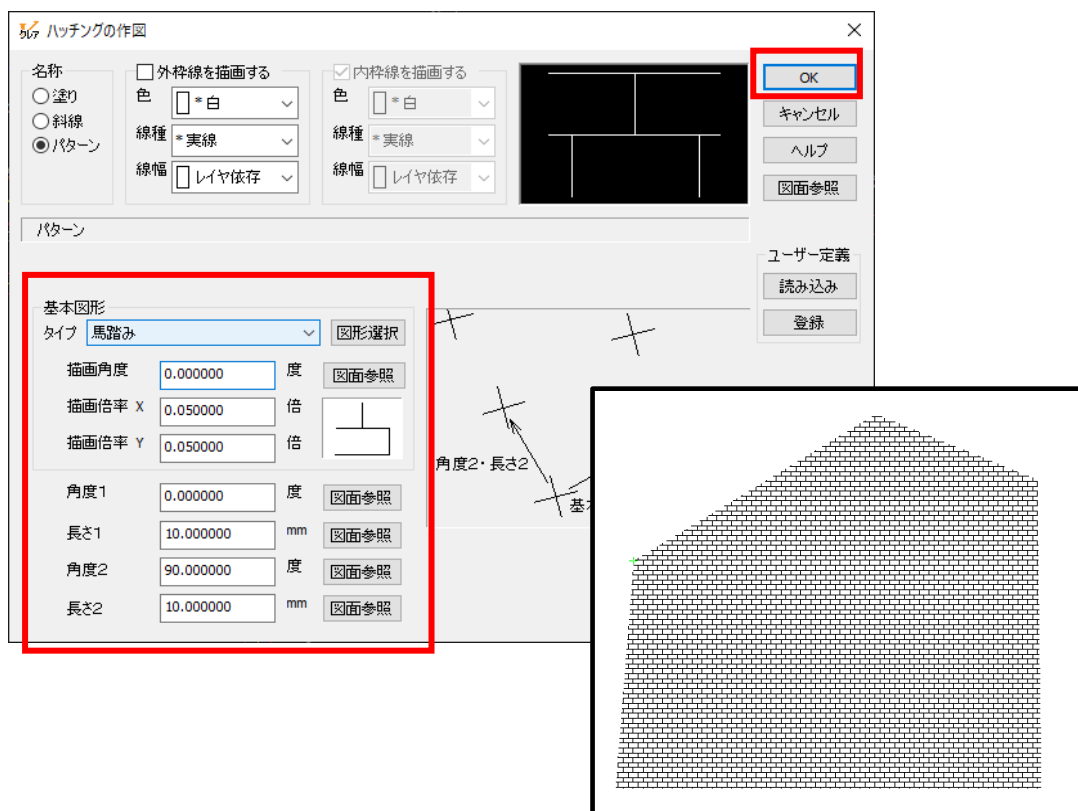 クレア ハッチングの作図
名称
塗り
斜線
パターン
外枠線を描画する
色 *白
線種 *実線
線幅 レイヤ依存
内枠線を描画する
色 *白
線種 *実線
線幅 レイヤ依存
OK
キャンセル
ヘルプ
図面参照
パターン
ユーザー定義
読み込み
登録
基本図形
タイプ 馬踏み 図形選択
描画角度 0.000000 度 図面参照
描画倍率 X 0.050000 倍
描画倍率 Y 0.050000 倍
角度1 0.000000 度 図面参照
長さ1 10.000000 mm 図面参照
角度2 90.000000 度 図面参照
長さ2 10.000000 mm 図面参照
角度2・長さ2
基